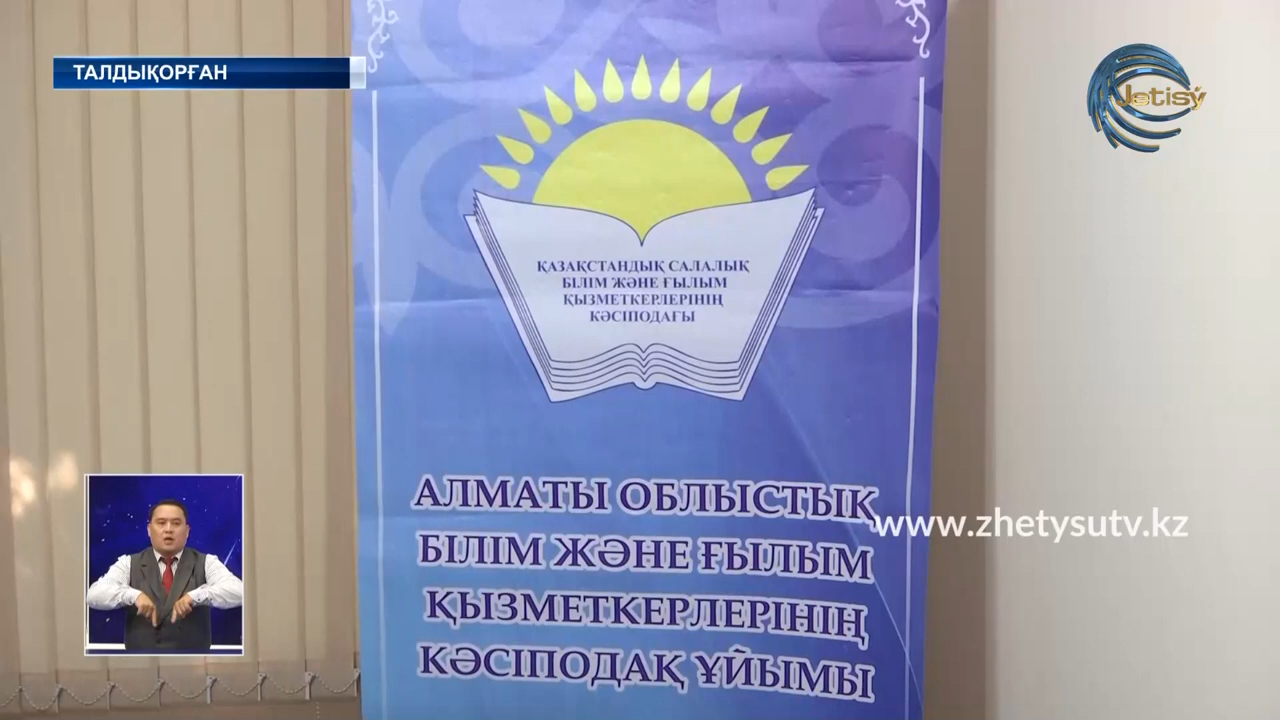 ТАЛДЫҚОРҒАН
Jetisý
ҚАЗАҚСТАНДЫҚ САЛАЛЫҚ
БІЛІМ ЖӘНЕ ҒЫЛЫМ
ҚЫЗМЕТКЕРЛЕРІНІҢ
КӘСІПОДАҒЫ
АЛМАТЫ ОБЛЫСТЫҚ
БІЛІМ ЖӘНЕ ҒЫЛЫМ
ҚЫЗМЕТКЕРЛЕРІНІҢ
КӘСІПОДАҚ ҰЙЫМЫ
www.zhetysutv.kz